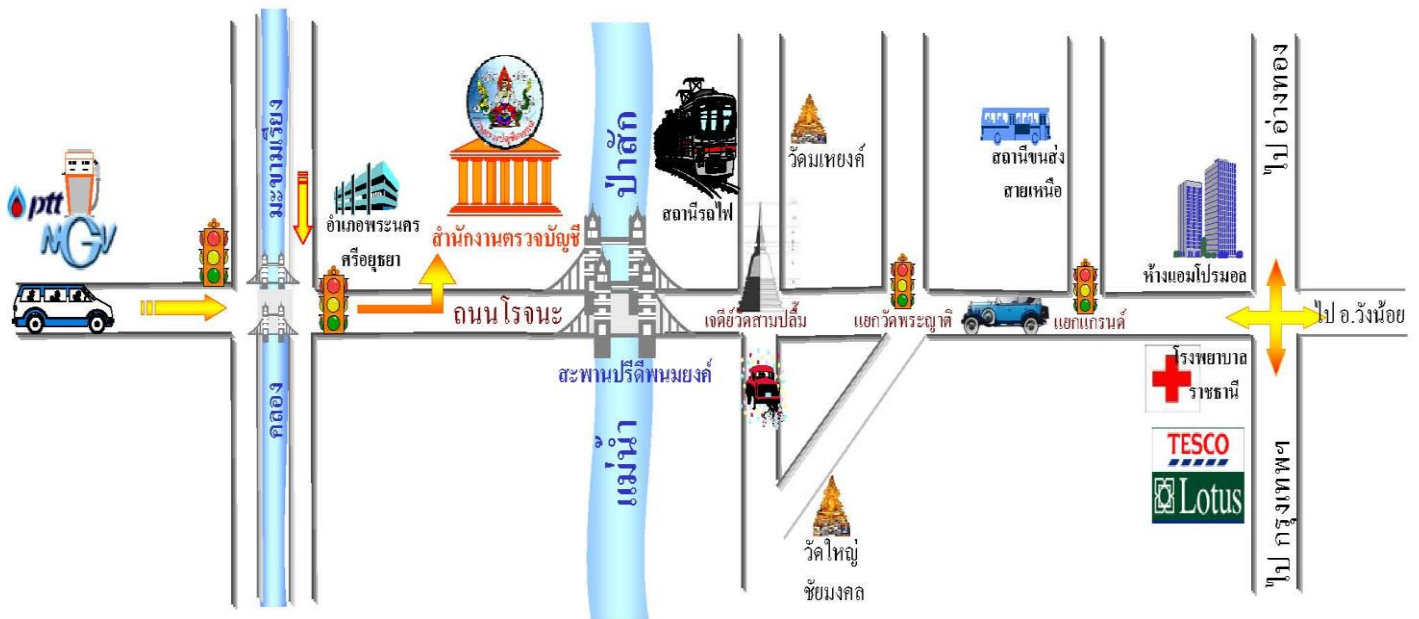 ptt
NGV
มะขามเรียง
คลอง
อำเภอพระนคร
ศรีอยุธยา
สำนักงานตรวจบัญชี
ถนนโรจนะ
ป่าสัก
แม่น้ำ
สะพานปรีดีพนมยงค์
สถานีรถไฟ
วัดมเหยงค์
เจดีย์วัดสามปลื้ม
แยกวัดพระญาติ
วัดใหญ่
ชัยมงคล
สถานีขนส่ง
สายเหนือ
แยกแกรนด์
ห้างแอมโปรมอล
โรงพยาบาล
ราชธานี
TESCO
Lotus
ไป อ่างทอง
ไป อ.วังน้อย
ไป กรุงเทพฯ